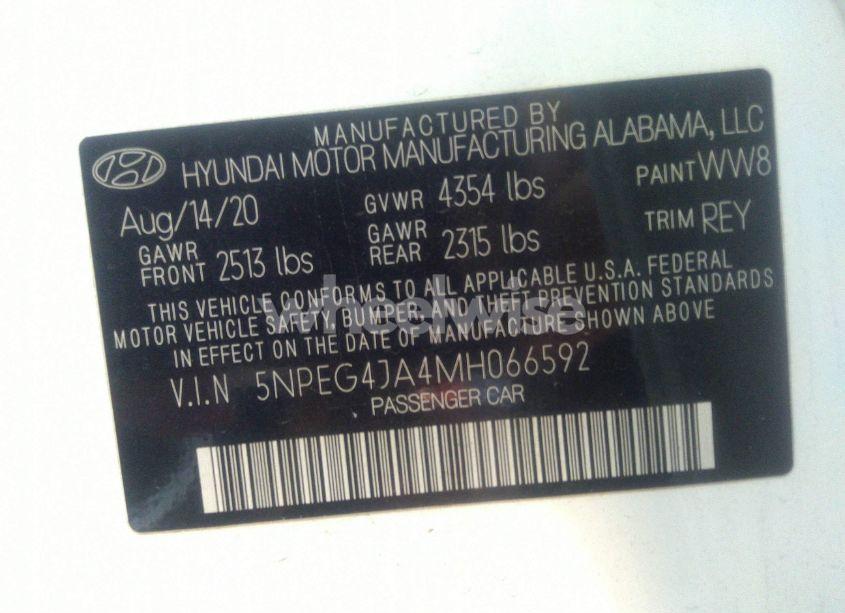 MANUFACTURED BY
HYUNDAI MOTOR MANUFACTURING ALABAMA, LLC
Aug/14/20 GVWR 4354 lbs PAINT WW8
GAWR FRONT 2513 lbs GAWR REAR 2315 lbs TRIM REY
THIS VEHICLE CONFORMS TO ALL APPLICABLE U.S.A. FEDERAL
MOTOR VEHICLE SAFETY BUMPER, AND THEFT PREVENTION STANDARDS
IN EFFECT ON THE DATE OF MANUFACTURE SHOWN ABOVE
wheelwise
V.I.N 5NPEG4JA4MH066592
PASSENGER CAR